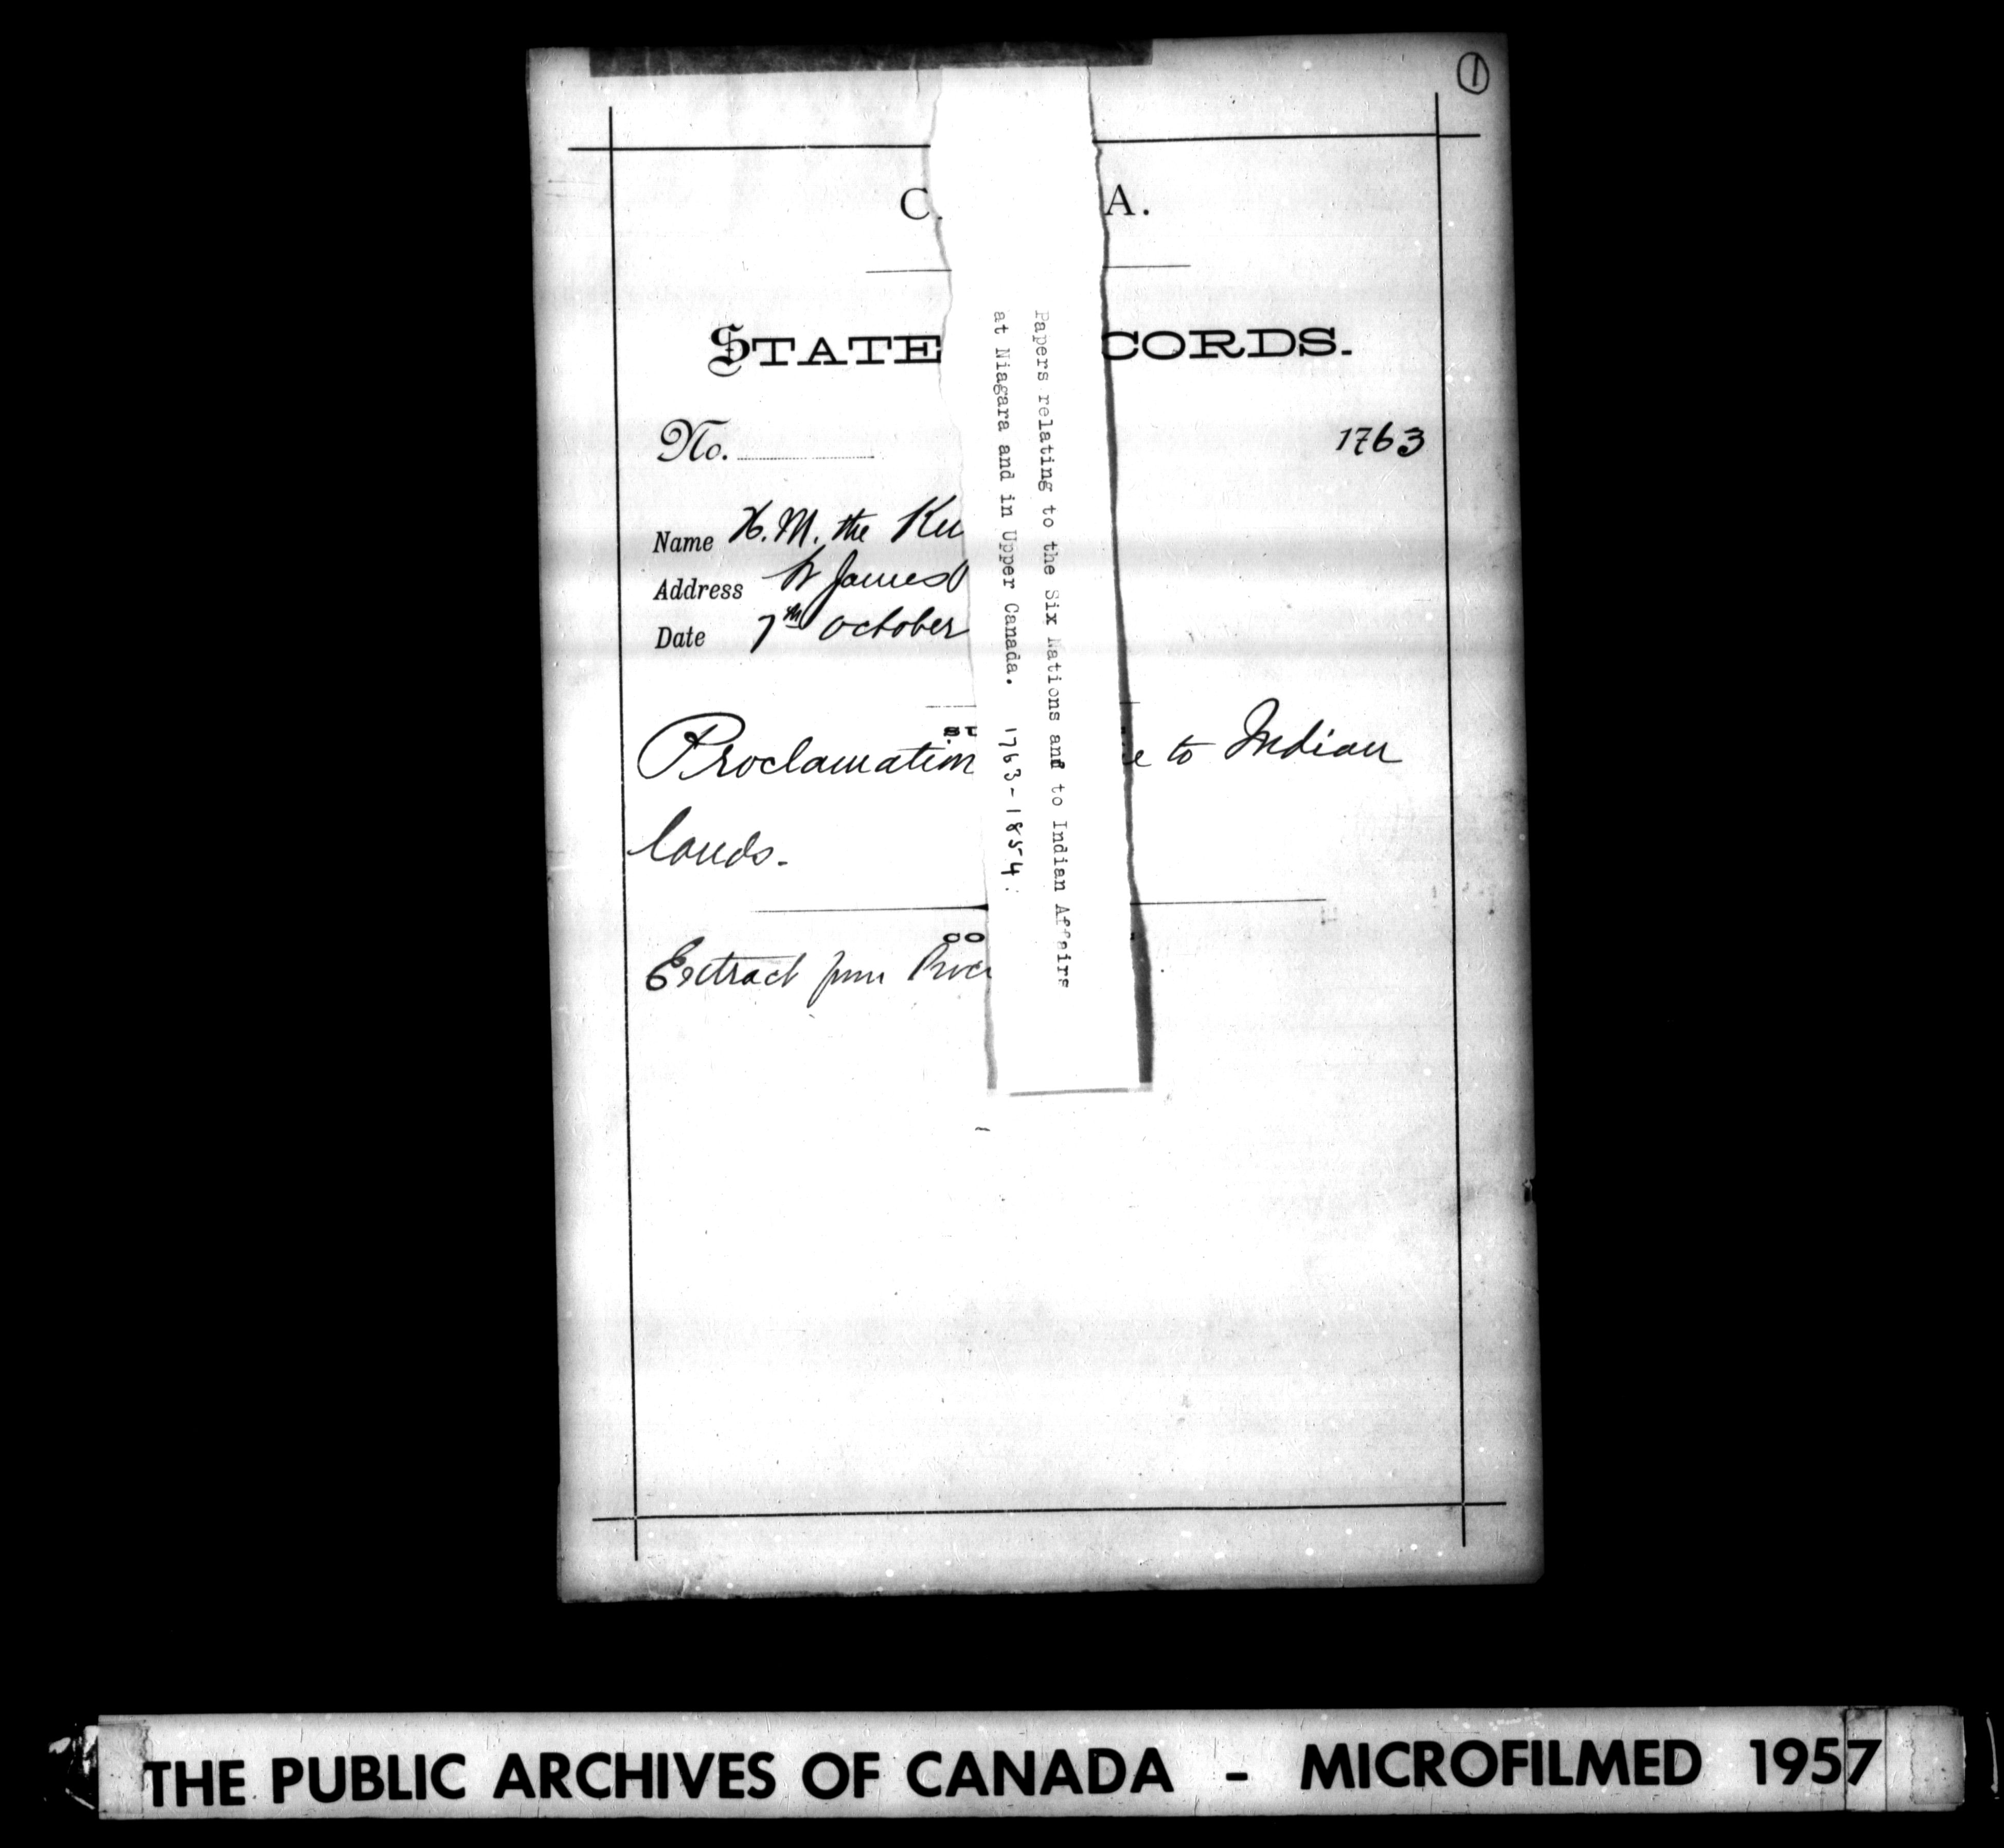 ①
C. A.
STATE CORDS.
No. 1763
Name H. M. the
Address St James
Date 7th October
Proclamation to Indian
lands.
Extract from
Papers relating to the Six Nations and to Indian Affairs
at Niagara and in Upper Canada. 1763-1854.
THE PUBLIC ARCHIVES OF CANADA - MICROFILMED 1957